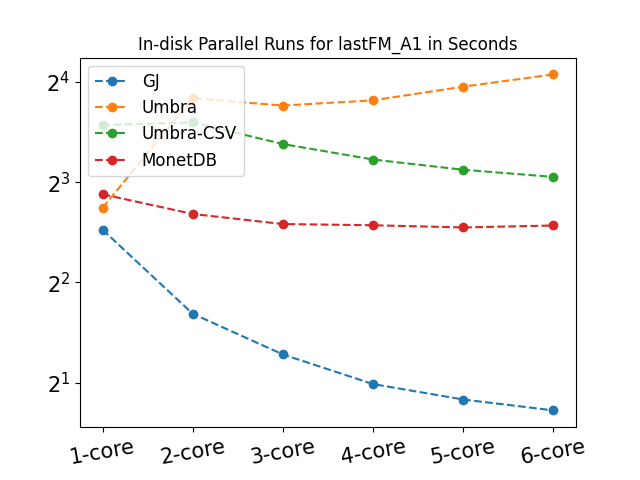 In-disk Parallel Runs for lastFM_A1 in Seconds
2^4
2^3
2^2
2^1
GJ
Umbra
Umbra-CSV
MonetDB
1-core 2-core 3-core 4-core 5-core 6-core